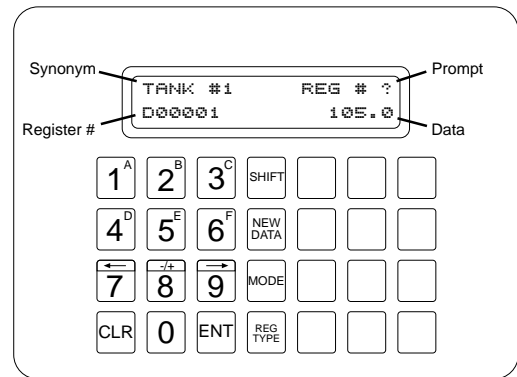 Synonym
Prompt
TANK #1 REG # ?
D00001 105.0
Register #
Data
1 A 2 B 3 C SHIFT
4 D 5 E 6 F NEW DATA
← -/+ →
7 8 9 MODE
CLR 0 ENT REG TYPE